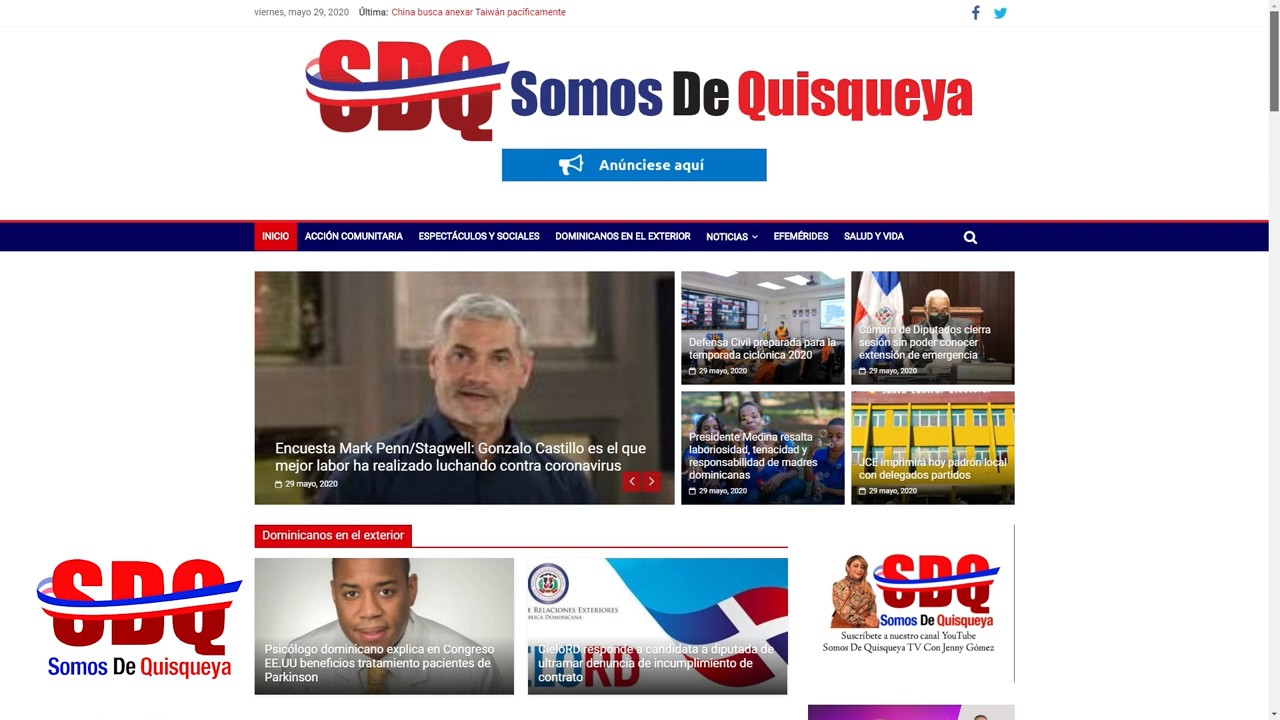 viernes, mayo 29, 2020 Última: China busca anexar Taiwán pacíficamente
SDQ Somos De Quisqueya
Anúnciese aquí
INICIO ACCIÓN COMUNITARIA ESPECTÁCULOS Y SOCIALES DOMINICANOS EN EL EXTERIOR NOTICIAS EFEMÉRIDES SALUD Y VIDA
Encuesta Mark Penn/Stagwell: Gonzalo Castillo es el que
mejor labor ha realizado luchando contra coronavirus
29 mayo, 2020
Defensa Civil preparada para la
temporada ciclónica 2020
29 mayo, 2020
Cámara de Diputados cierra
sesión sin poder conocer
extensión de emergencia
29 mayo, 2020
Presidente Medina resalta
laboriosidad, tenacidad y
responsabilidad de madres
dominicanas
29 mayo, 2020
JCE imprimirá hoy padrón local
con delegados partidos
29 mayo, 2020
Dominicanos en el exterior
Psicólogo dominicano explica en Congreso
EE.UU beneficios tratamiento pacientes de
Parkinson
E RELACIONES EXTERIORES
BLICA DOMINICANA
CieloRD responde a candidata a diputada de
ultramar denuncia de incumplimiento de
contrato
SDQ
Somos De Quisqueya
Suscríbete a nuestro canal YouTube
Somos De Quisqueya TV Con Jenny Gómez
SDQ
Somos De Quisqueya